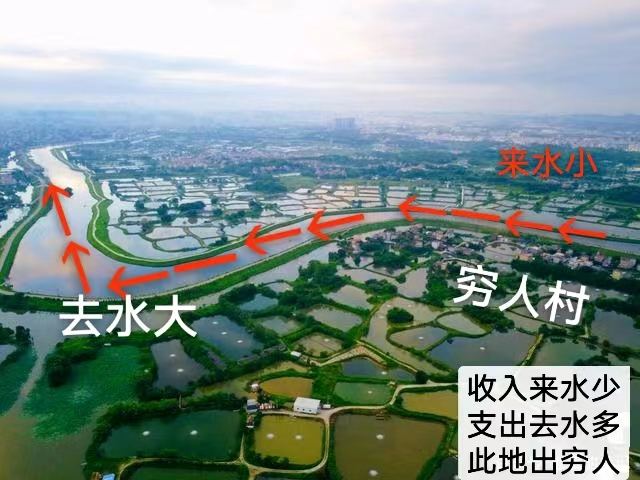 来水小
穷人村
去水大
收入来水少
支出去水多
此地出穷人